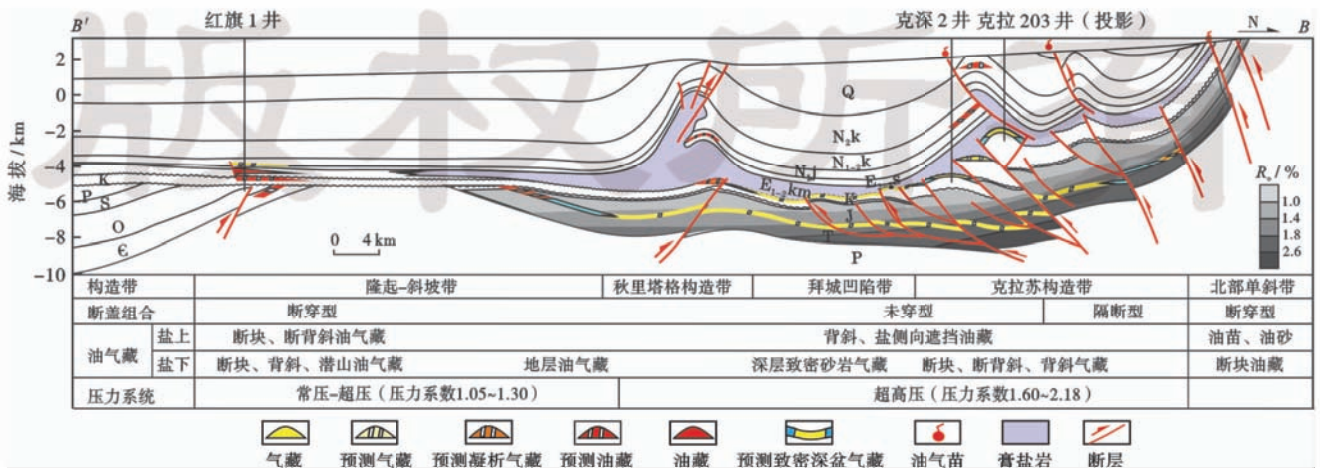 B′ 红旗1井 克深2井 克拉203井（投影） N B
海拔/km
2
0
−2
−4
−6
−8
−10
Q
N₂k
N₁₋₂k
N₁j
E₁₋₂km
E₁₋₂s
K
K
P
S
O
Є
J
T
P
0 4 km
Rₒ / %
1.0
1.4
1.8
2.6
构造带 隆起–斜坡带 秋里塔格构造带 拜城凹陷带 克拉苏构造带 北部单斜带
断盖组合 断穿型 未穿型 隔断型 断穿型
油气藏 盐上 断块、断背斜油气藏 背斜、盐侧向遮挡油藏 油苗、油砂
盐下 断块、背斜、潜山油气藏 地层油气藏 深层致密砂岩气藏 断块、断背斜、背斜气藏 断块油藏
压力系统 常压–超压（压力系数1.05~1.30） 超高压（压力系数1.60~2.18）
气藏 预测气藏 预测凝析气藏 预测油藏 油藏 预测致密深盆气藏 油气苗 膏盐岩 断层
版权所有